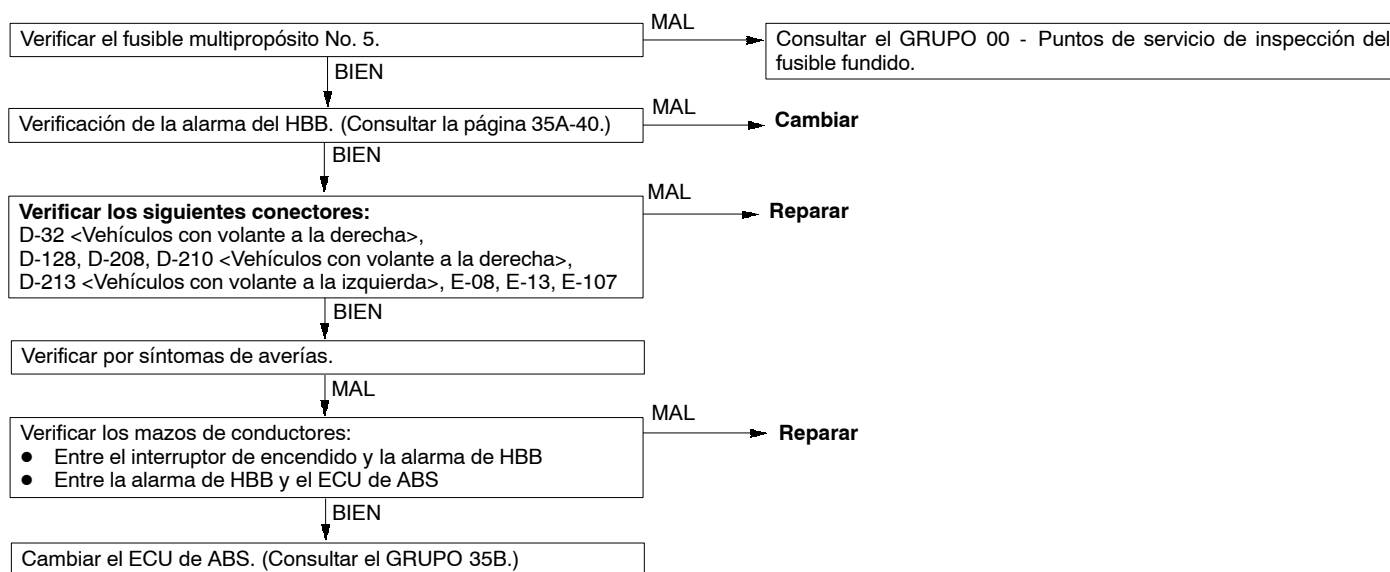 Verificar el fusible multipropósito No. 5.
MAL
Consultar el GRUPO 00 - Puntos de servicio de inspección del
fusible fundido.
BIEN
Verificación de la alarma del HBB. (Consultar la página 35A-40.)
MAL
Cambiar
BIEN
Verificar los siguientes conectores:
D-32 <Vehículos con volante a la derecha>,
D-128, D-208, D-210 <Vehículos con volante a la derecha>,
D-213 <Vehículos con volante a la izquierda>, E-08, E-13, E-107
MAL
Reparar
BIEN
Verificar por síntomas de averías.
MAL
Verificar los mazos de conductores:
● Entre el interruptor de encendido y la alarma de HBB
● Entre la alarma de HBB y el ECU de ABS
MAL
Reparar
BIEN
Cambiar el ECU de ABS. (Consultar el GRUPO 35B.)